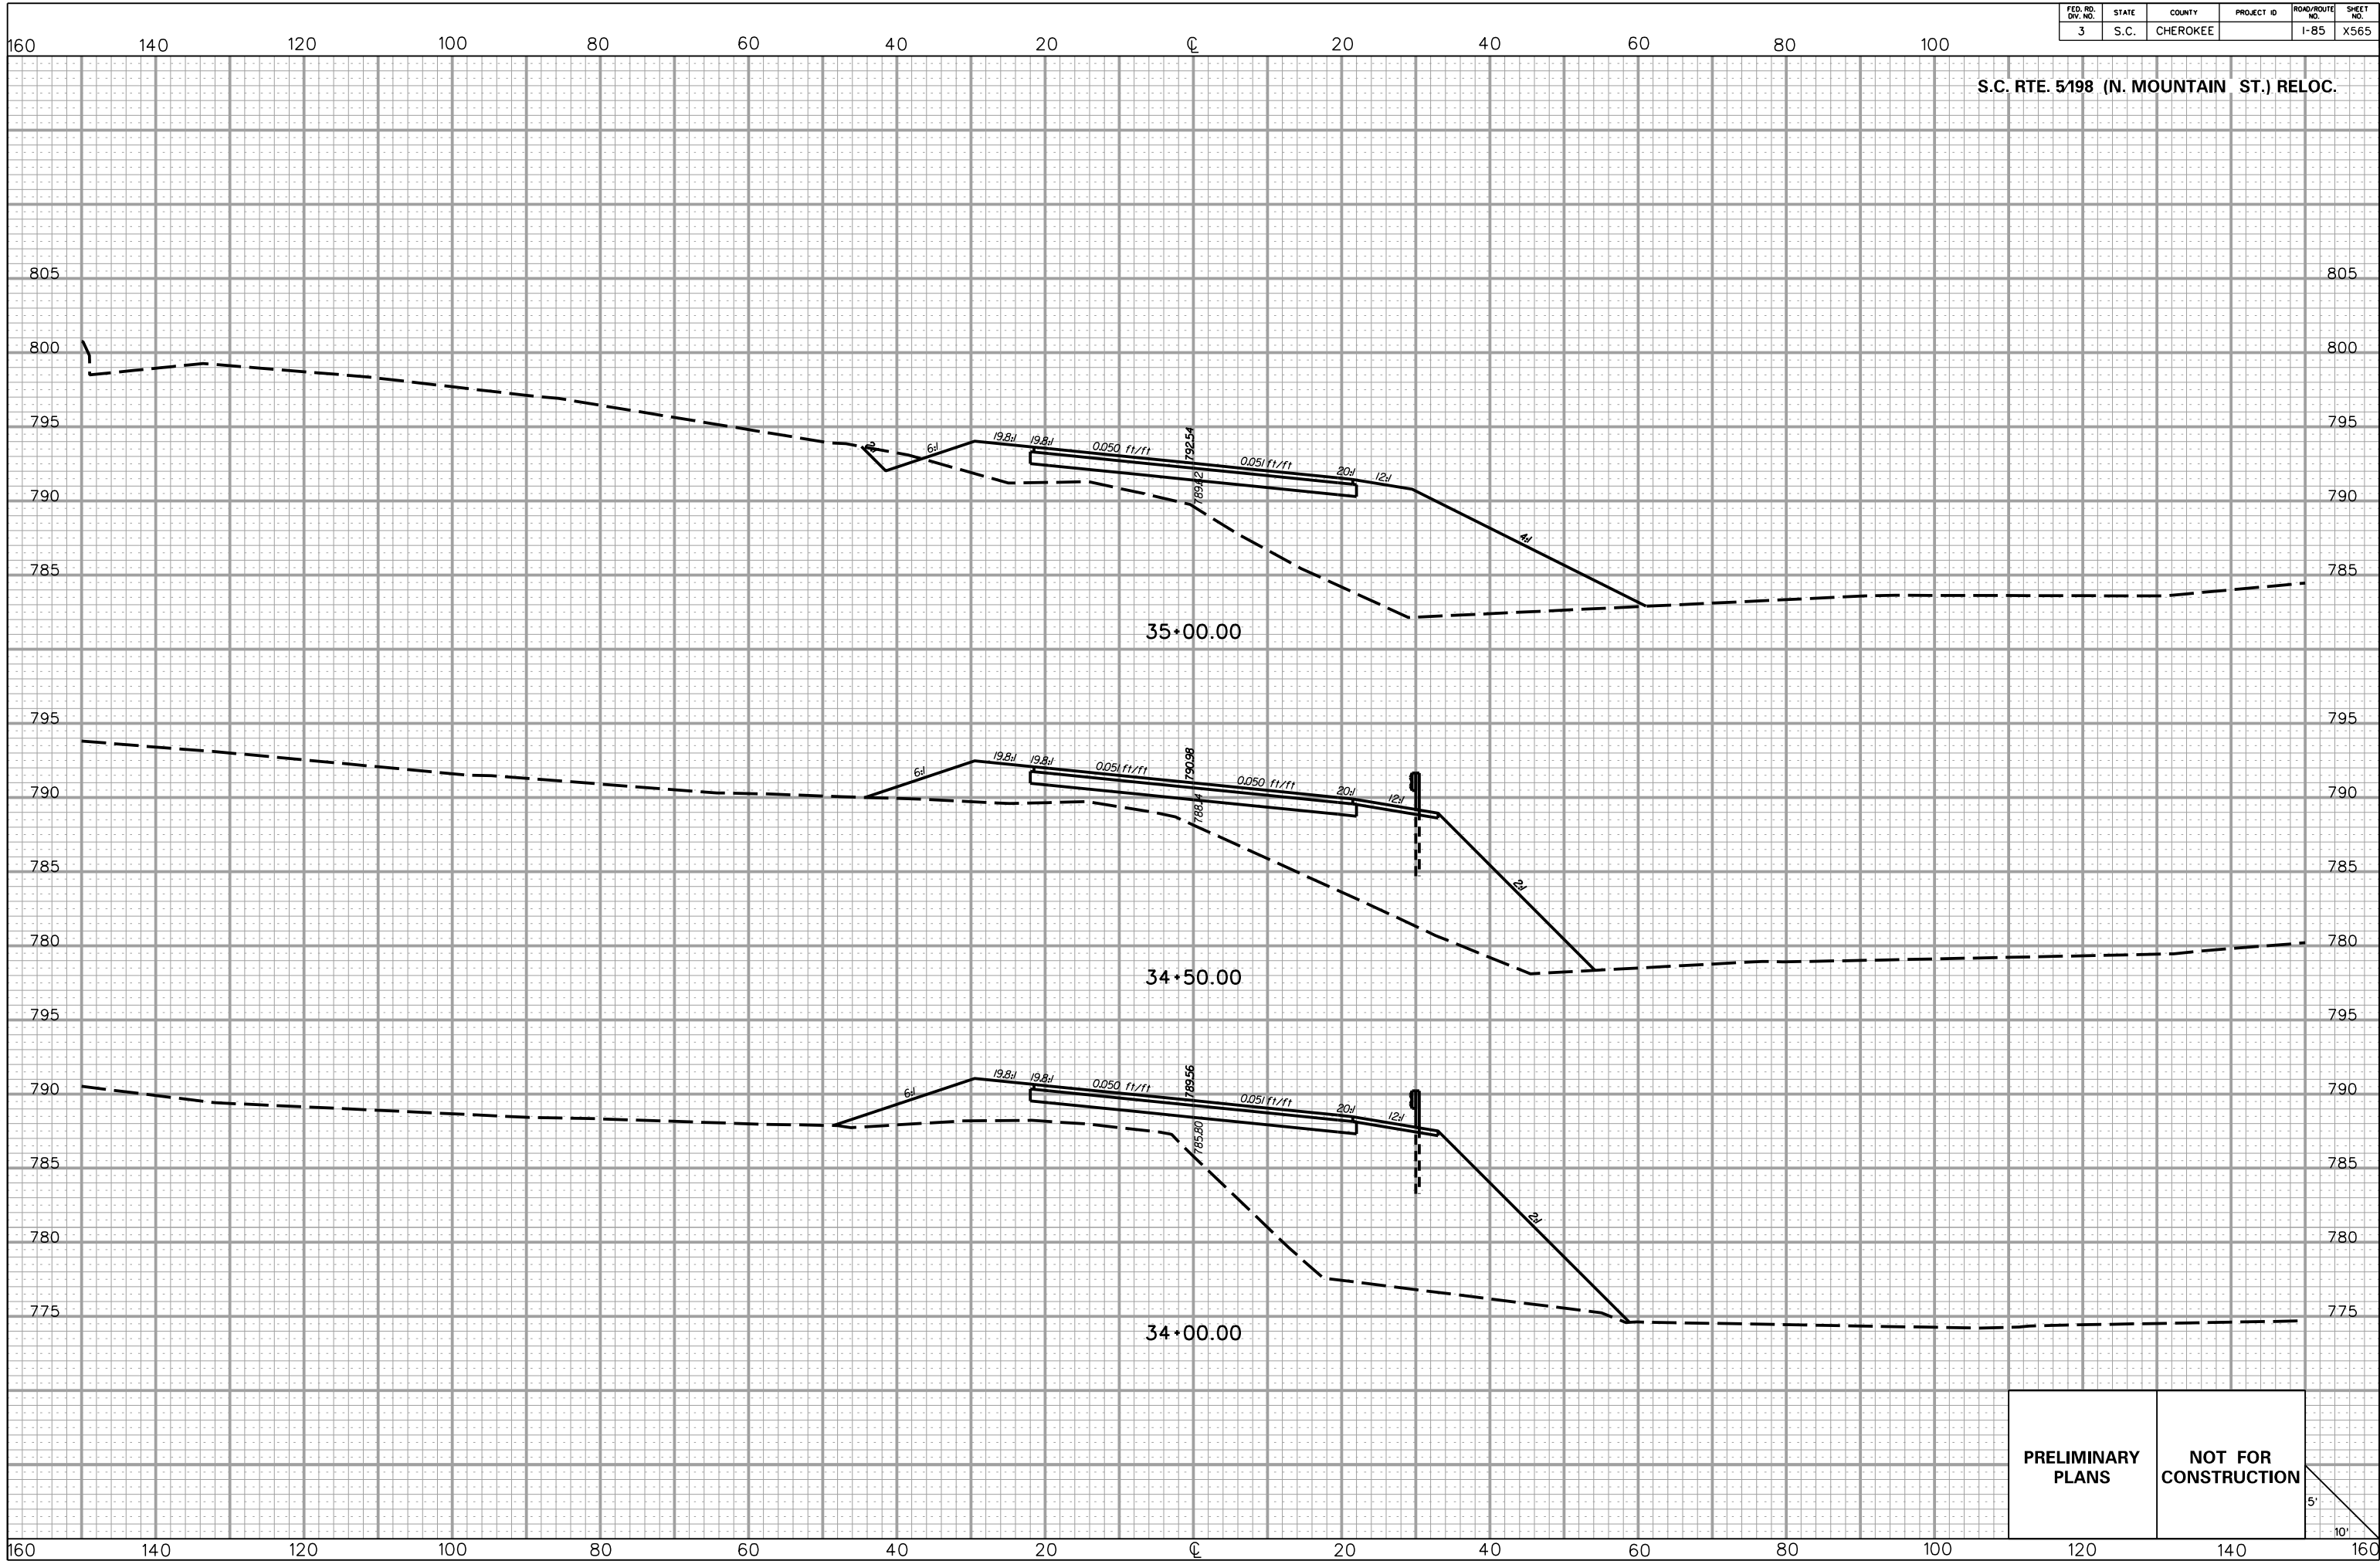 FED. RD. DIV. NO. STATE COUNTY PROJECT ID ROAD/ROUTE NO. SHEET NO.
3 S.C. CHEROKEE I-85 X565
160 140 120 100 80 60 40 20 CL 20 40 60 80 100
S.C. RTE. 5/198 (N. MOUNTAIN ST.) RELOC.
805 805
800 800
795 795
2:1 6:1 19.8:1 19.8:1 0.050 ft/ft 792.54 0.051 ft/ft 20:1 12:1
790 789.62 790
4:1
785 785
35+00.00
795 795
6:1 19.8:1 19.8:1 0.051 ft/ft 790.98 0.050 ft/ft 20:1 12:1
790 788.14 790
785 785
2:1
780 780
34+50.00
795 795
790 790
6:1 19.8:1 19.8:1 0.050 ft/ft 789.56 0.051 ft/ft 20:1 12:1
785.80
785 785
2:1
780 780
775 775
34+00.00
PRELIMINARY PLANS
NOT FOR CONSTRUCTION
5'
10'
160 140 120 100 80 60 40 20 CL 20 40 60 80 100 120 140 160